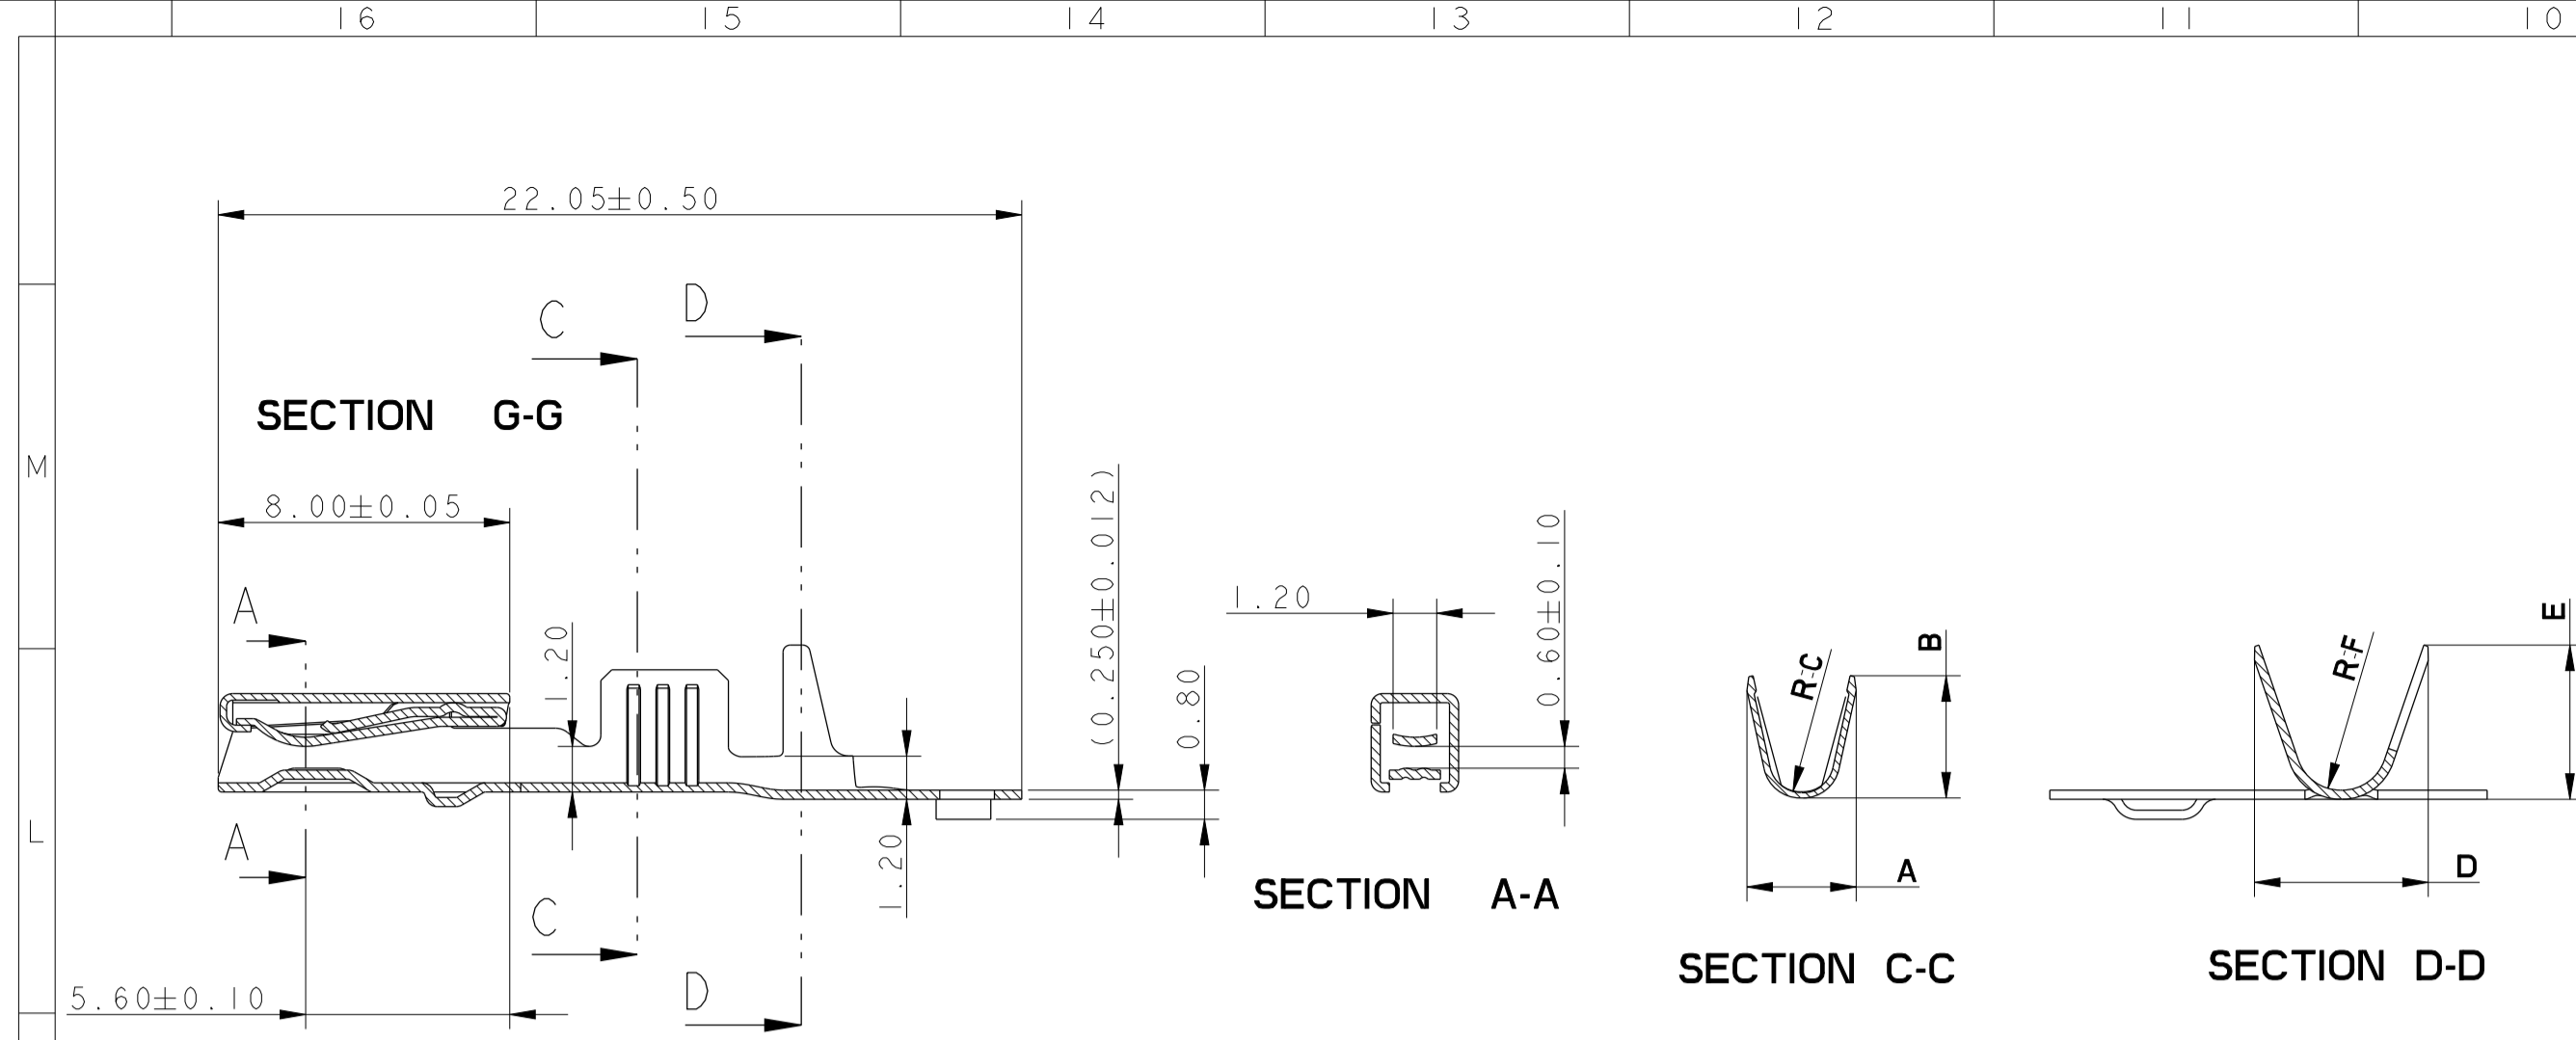 16 15 14 13 12 11 10
22.05±0.50
C
D
SECTION G-G
M
8.00±0.05
(0.250±0.012)
0.60±0.10
A
1.20
1.20
0.80
B
E
R-C
R-F
L
A
1.20
A
D
C
SECTION A-A
SECTION C-C
SECTION D-D
5.60±0.10
D